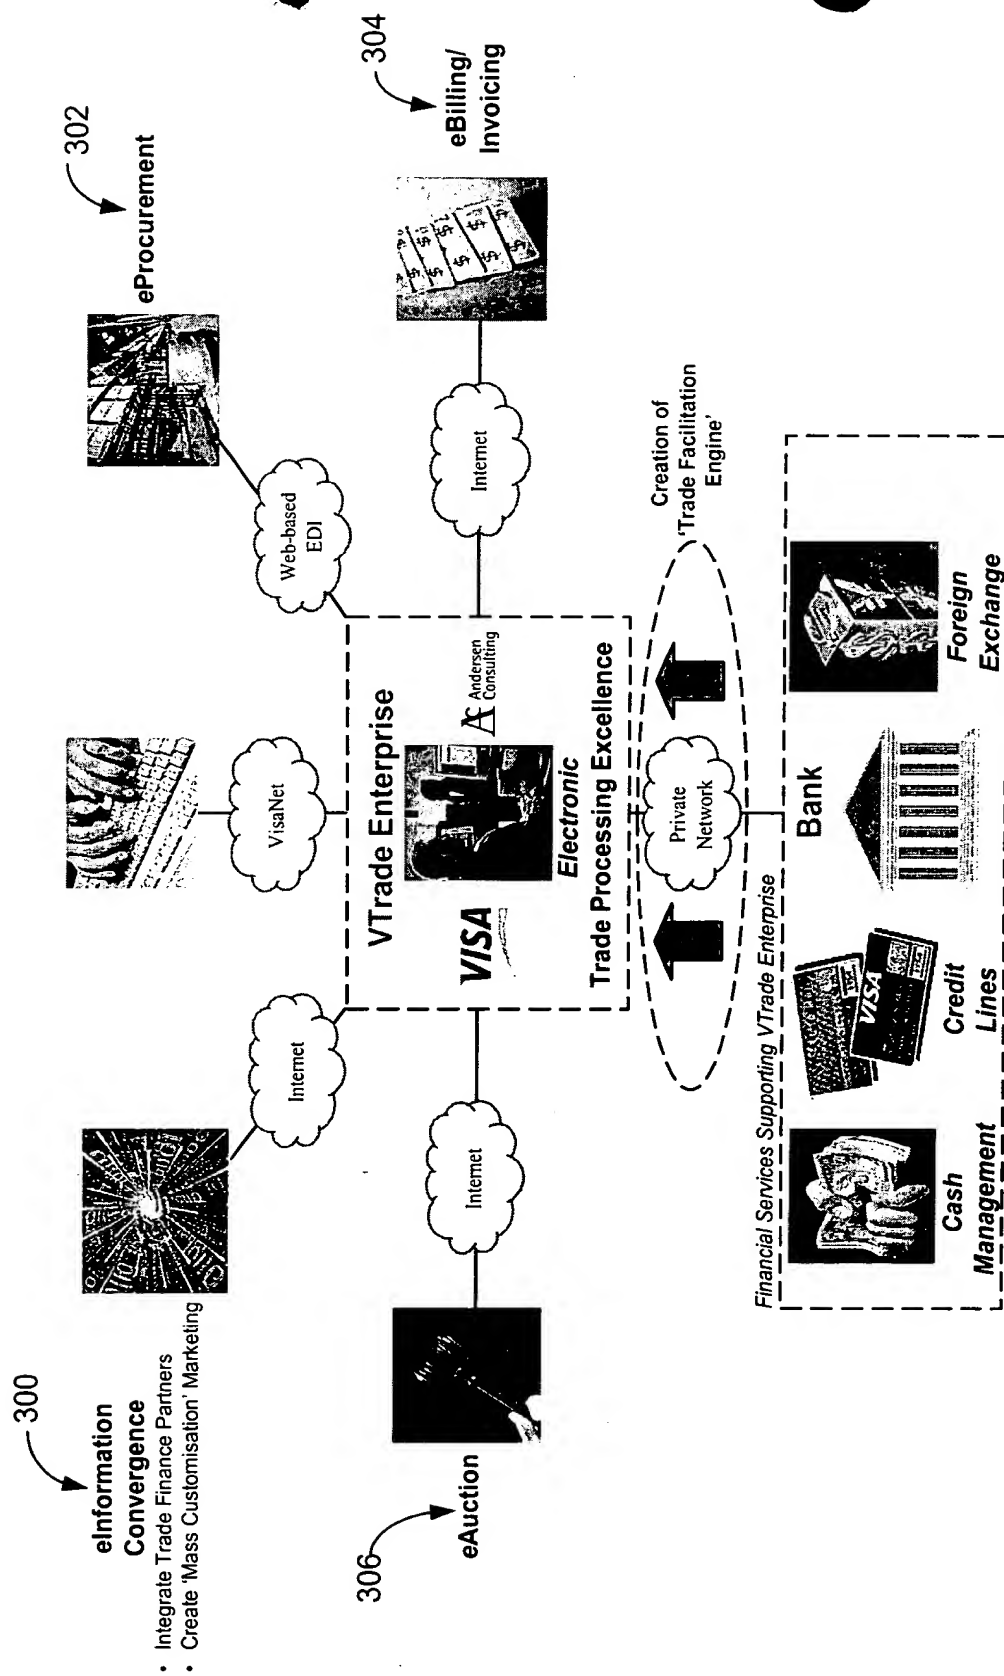 300
eInformation
Convergence
• Integrate Trade Finance Partners
• Create 'Mass Customisation' Marketing
Internet
VisaNet
302
eProcurement
Web-based
EDI
304
eBilling/
Invoicing
Internet
306
eAuction
Internet
VTrade Enterprise
VISA
Andersen
Consulting
Electronic
Trade Processing Excellence
Private
Network
Creation of
'Trade Facilitation
Engine'
Financial Services Supporting VTrade Enterprise
Bank
VISA
Cash
Management
Credit
Lines
Foreign
Exchange